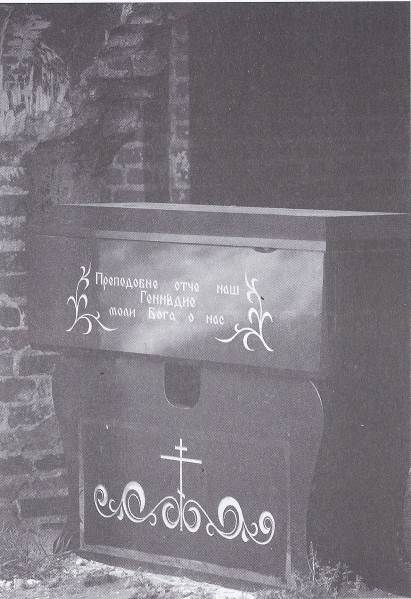 Преподобне отче наш
Геннадие
моли Бога о нас